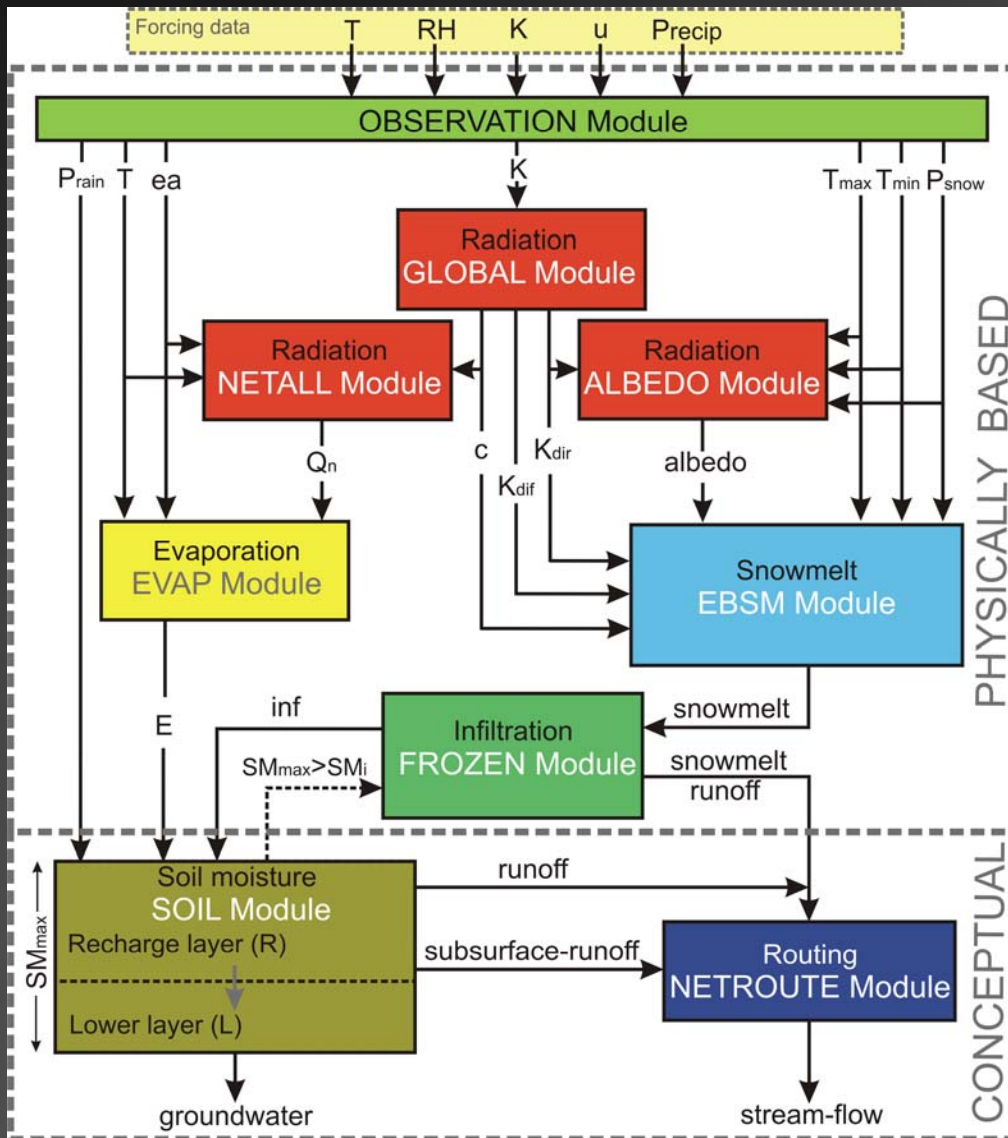 Forcing data
T RH K u Precip
OBSERVATION Module
Prain T ea
K
Tmax Tmin Psnow
Radiation
GLOBAL Module
Radiation
NETALL Module
Radiation
ALBEDO Module
Qn
c
Kdif
Kdir
albedo
Evaporation
EVAP Module
Snowmelt
EBSM Module
PHYSICALLY BASED
E
inf
Infiltration
FROZEN Module
snowmelt
SMmax>SMi
snowmelt
runoff
Soil moisture
SOIL Module
Recharge layer (R)
Lower layer (L)
SMmax
runoff
subsurface-runoff
Routing
NETROUTE Module
CONCEPTUAL
groundwater
stream-flow